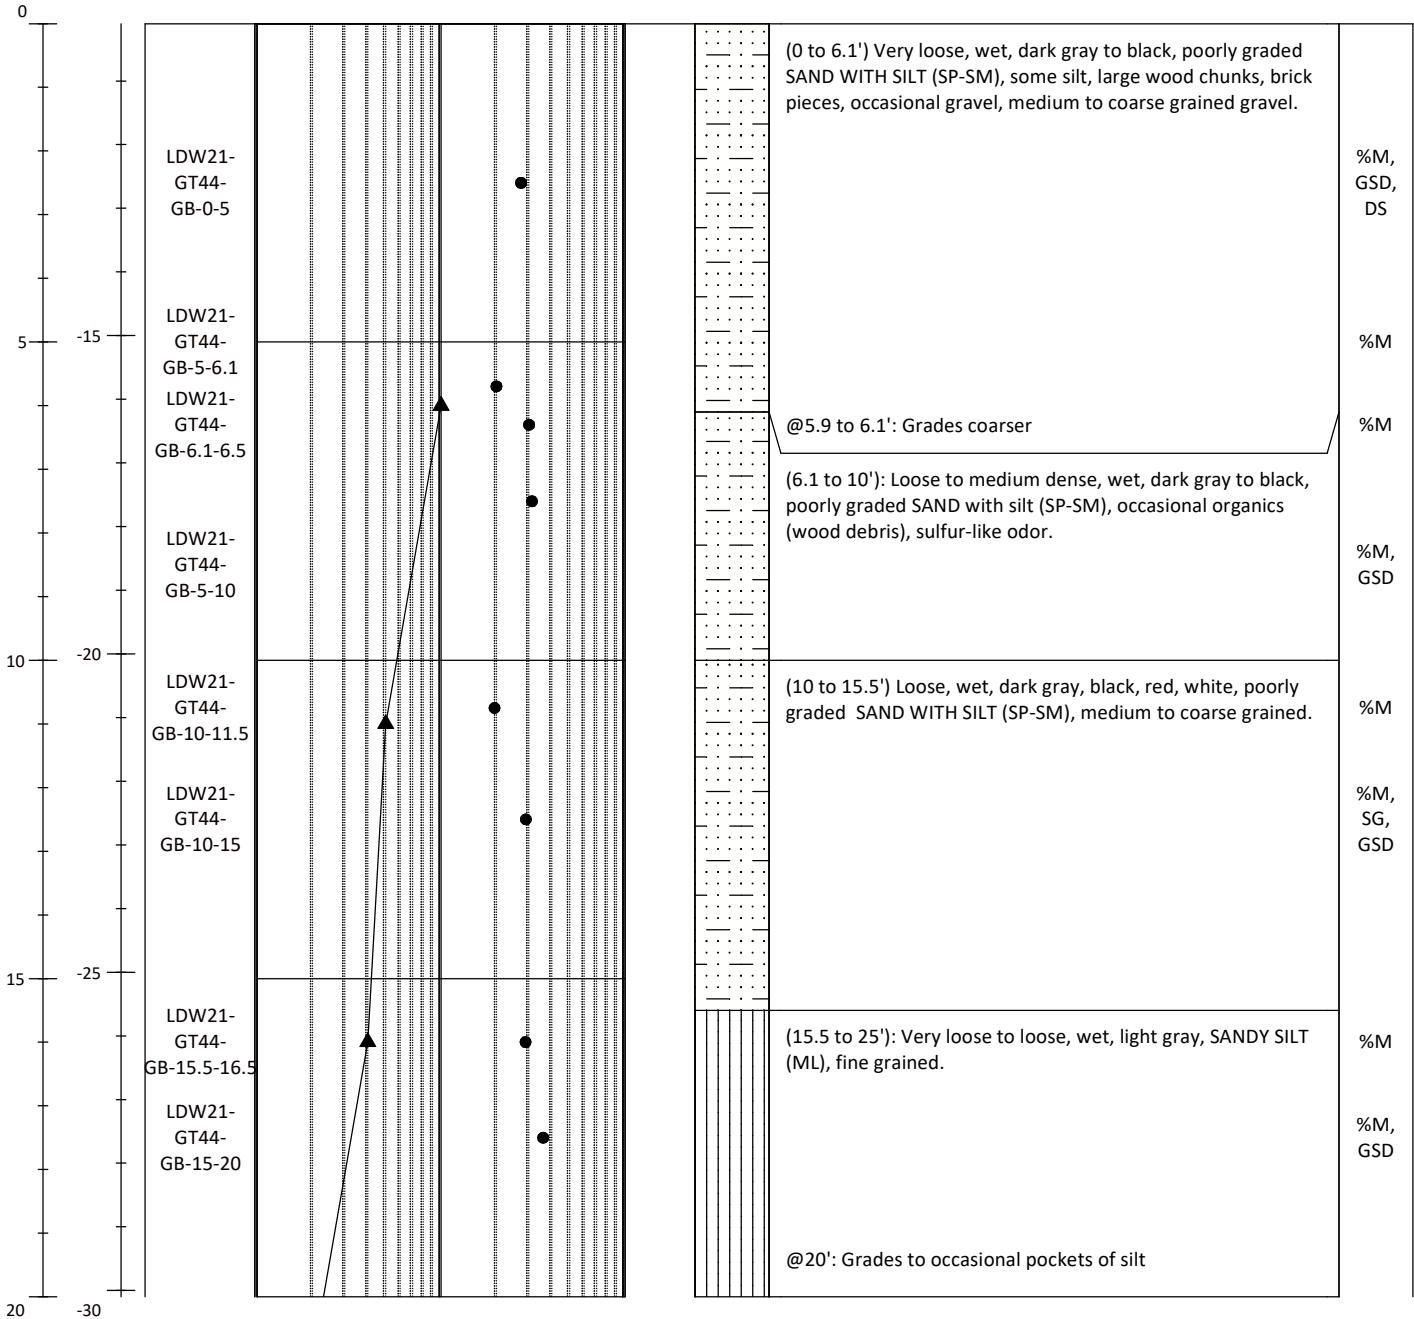 0
(0 to 6.1') Very loose, wet, dark gray to black, poorly graded
SAND WITH SILT (SP-SM), some silt, large wood chunks, brick
pieces, occasional gravel, medium to coarse grained gravel.
LDW21-
GT44-
GB-0-5
%M,
GSD,
DS
LDW21-
GT44-
GB-5-6.1
5
-15
%M
LDW21-
GT44-
GB-6.1-6.5
@5.9 to 6.1': Grades coarser
%M
(6.1 to 10'): Loose to medium dense, wet, dark gray to black,
poorly graded SAND with silt (SP-SM), occasional organics
(wood debris), sulfur-like odor.
LDW21-
GT44-
GB-5-10
%M,
GSD
10
-20
LDW21-
GT44-
GB-10-11.5
(10 to 15.5') Loose, wet, dark gray, black, red, white, poorly
graded  SAND WITH SILT (SP-SM), medium to coarse grained.
%M
LDW21-
GT44-
GB-10-15
%M,
SG,
GSD
15
-25
LDW21-
GT44-
GB-15.5-16.5
(15.5 to 25'): Very loose to loose, wet, light gray, SANDY SILT
(ML), fine grained.
%M
LDW21-
GT44-
GB-15-20
%M,
GSD
@20': Grades to occasional pockets of silt
20
-30